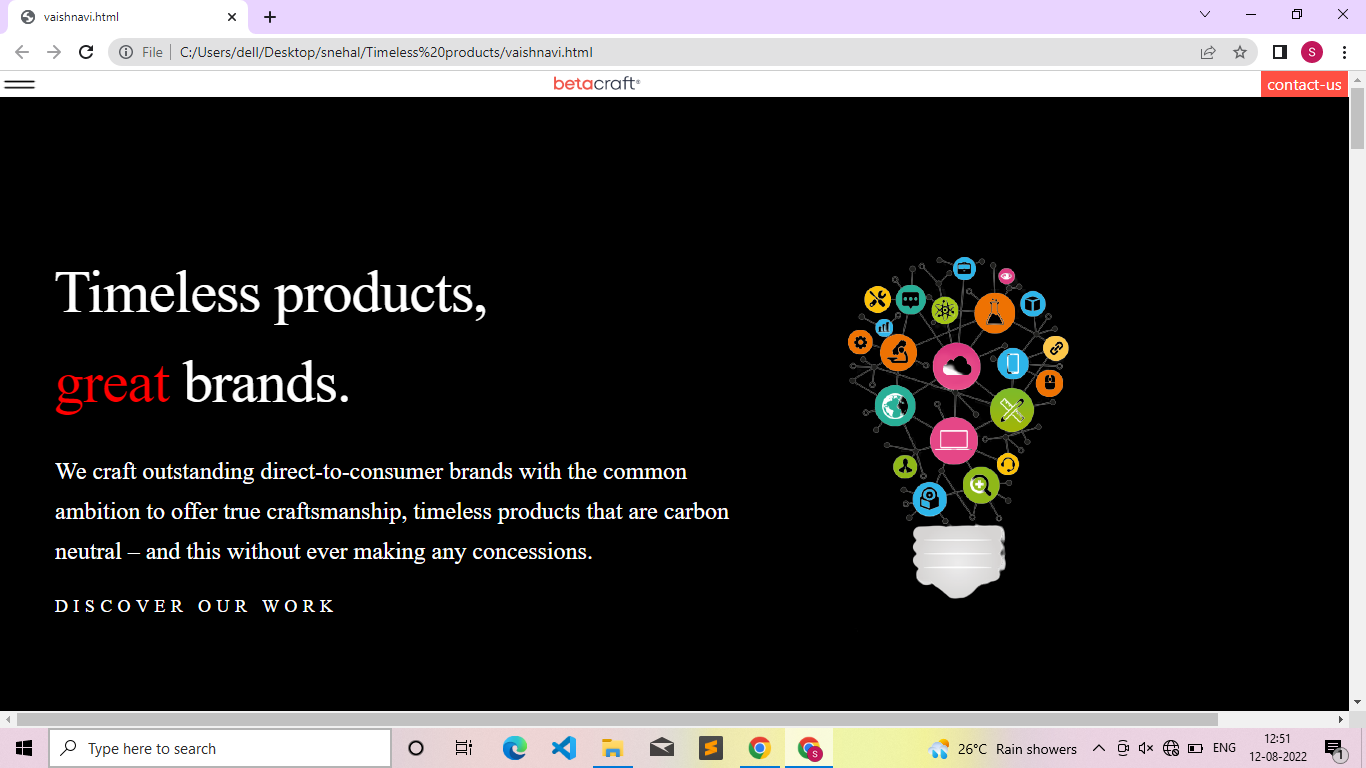 vaishnavi.html
S
File
C:/Users/dell/Desktop/snehal/Timeless%20products/vaishnavi.html
betacraft®
contact-us
Timeless products,
great brands.
We craft outstanding direct-to-consumer brands with the common
ambition to offer true craftsmanship, timeless products that are carbon
neutral – and this without ever making any concessions.
DISCOVER OUR WORK
Type here to search
S
S
26°C Rain showers
ENG
12:51
12-08-2022
1